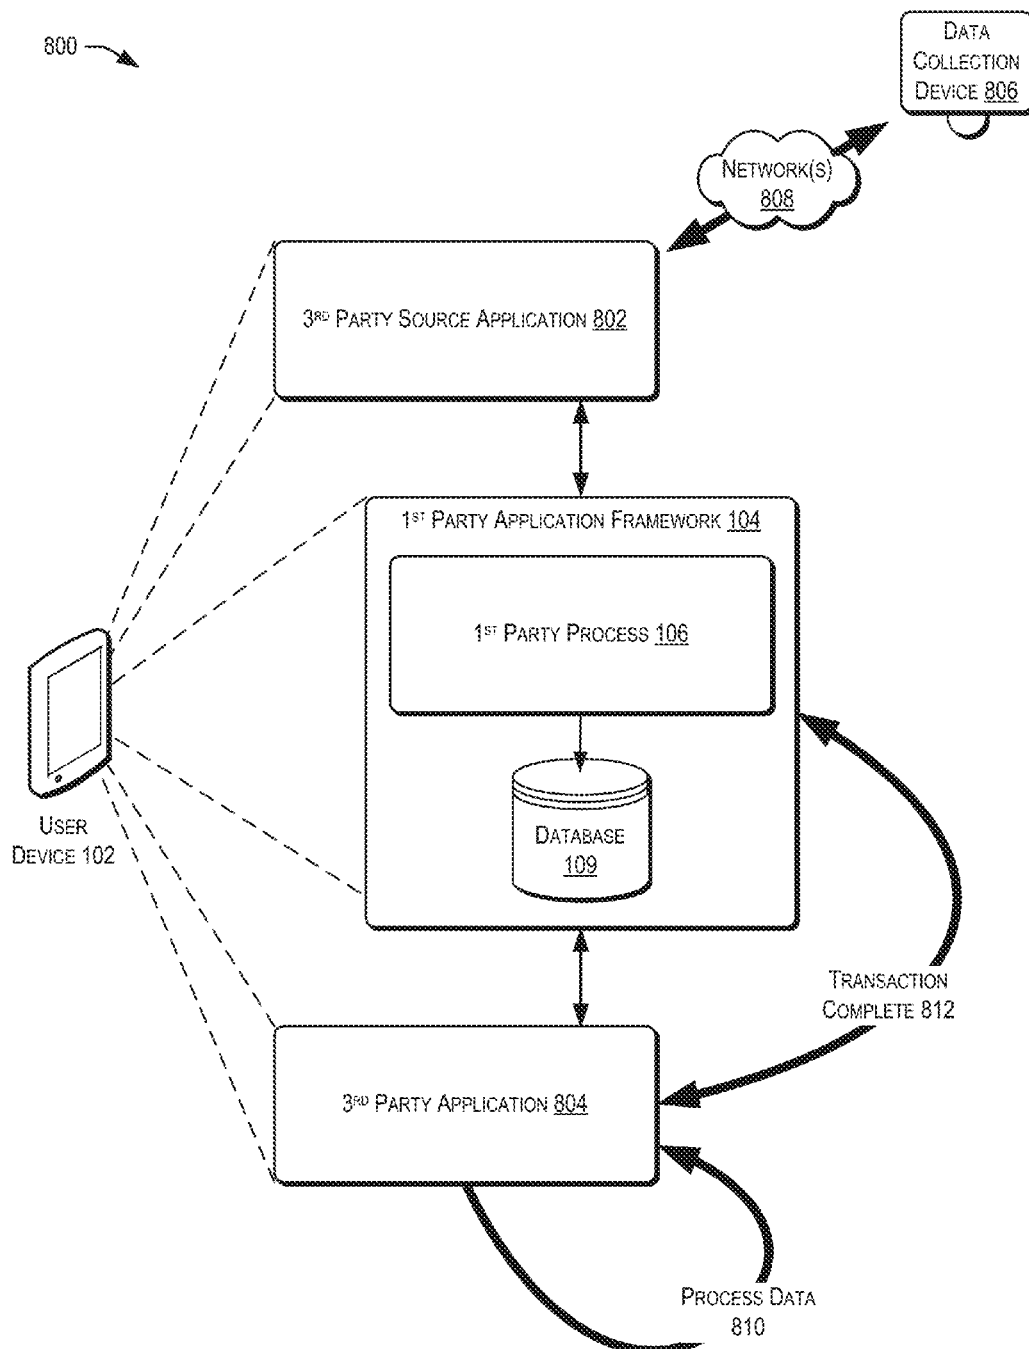 800
DATA
COLLECTION
DEVICE 806
NETWORK(S)
808
3RD PARTY SOURCE APPLICATION 802
1ST PARTY APPLICATION FRAMEWORK 104
1ST PARTY PROCESS 106
USER
DEVICE 102
DATABASE
109
TRANSACTION
COMPLETE 812
3RD PARTY APPLICATION 804
PROCESS DATA
810